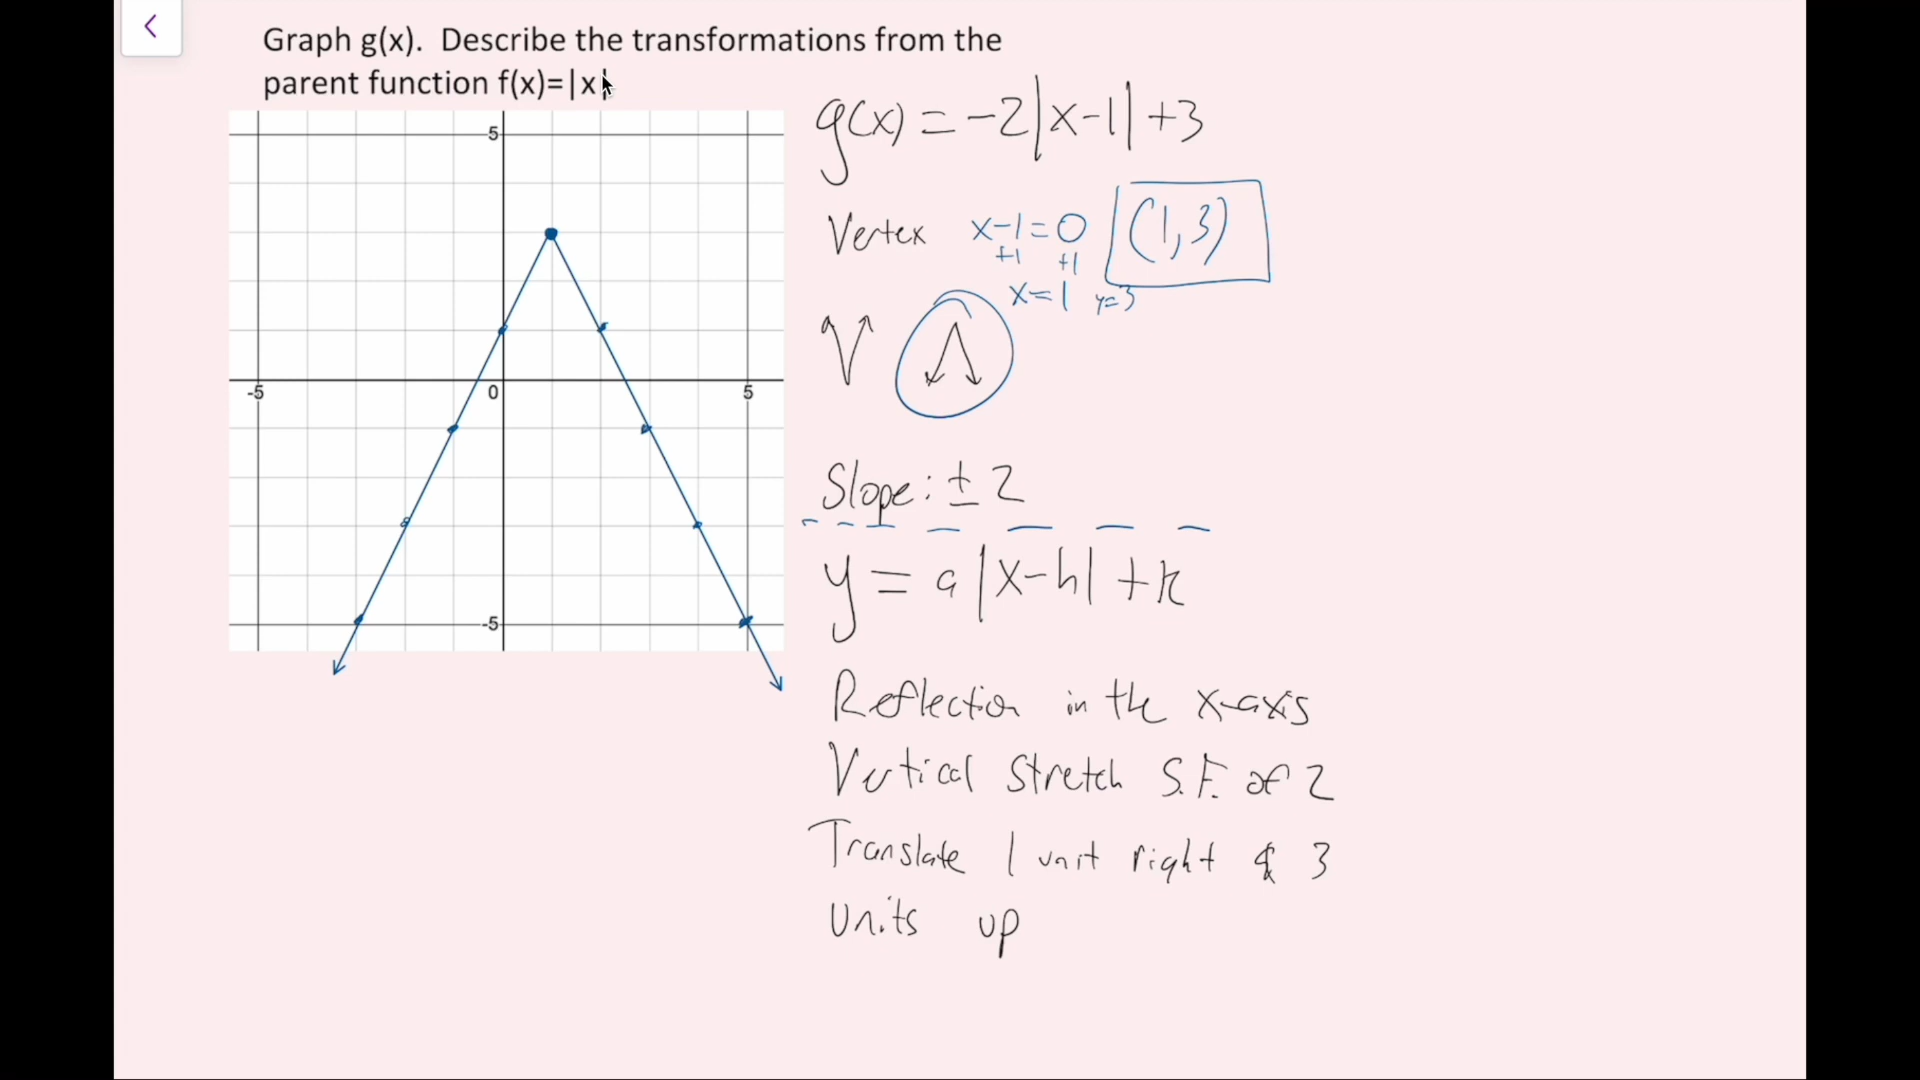 Graph g(x). Describe the transformations from the
parent function f(x)=|x|
g(x) = -2|x-1| +3
Vertex x-1=0 (1,3)
+1 +1
x=1 y=3
Slope: ± 2
y = a |x-h| +k
Reflection in the x-axis
Vertical stretch S.F. of 2
Translate 1 unit right & 3
units up
5
-5
0
5
-5